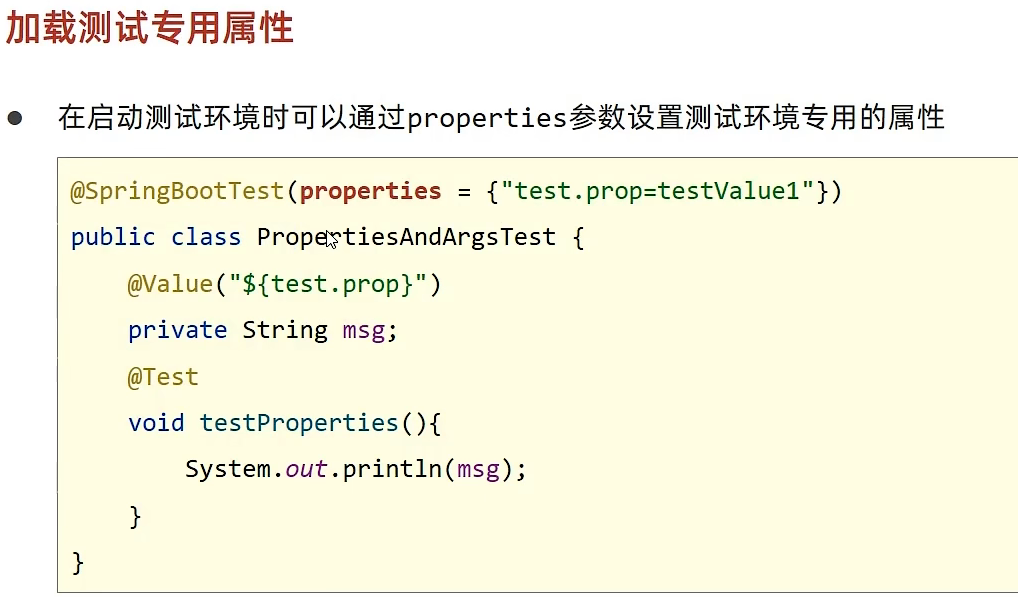 加载测试专用属性
在启动测试环境时可以通过properties参数设置测试环境专用的属性
@SpringBootTest(properties = {"test.prop=testValue1"})
public class PropertiesAndArgsTest {
    @Value("${test.prop}")
    private String msg;
    @Test
    void testProperties(){
        System.out.println(msg);
    }
}